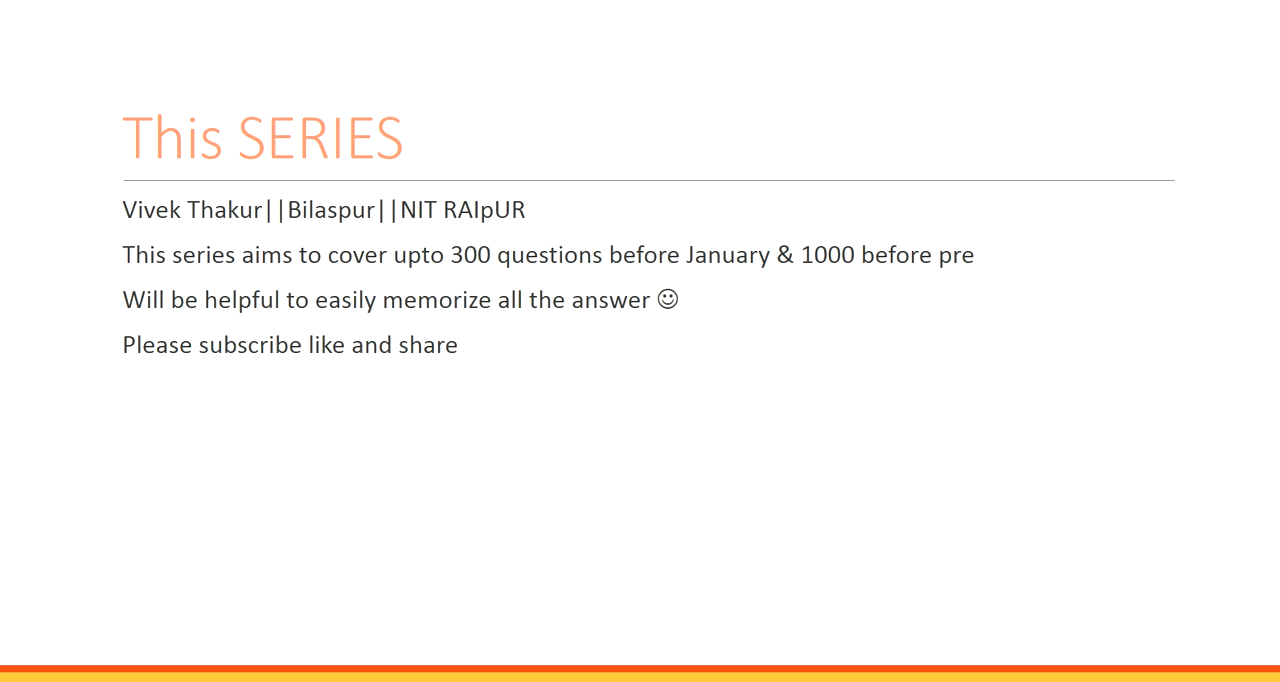 This SERIES
Vivek Thakur||Bilaspur||NIT RAIpUR
This series aims to cover upto 300 questions before January & 1000 before pre
Will be helpful to easily memorize all the answer ☺
Please subscribe like and share